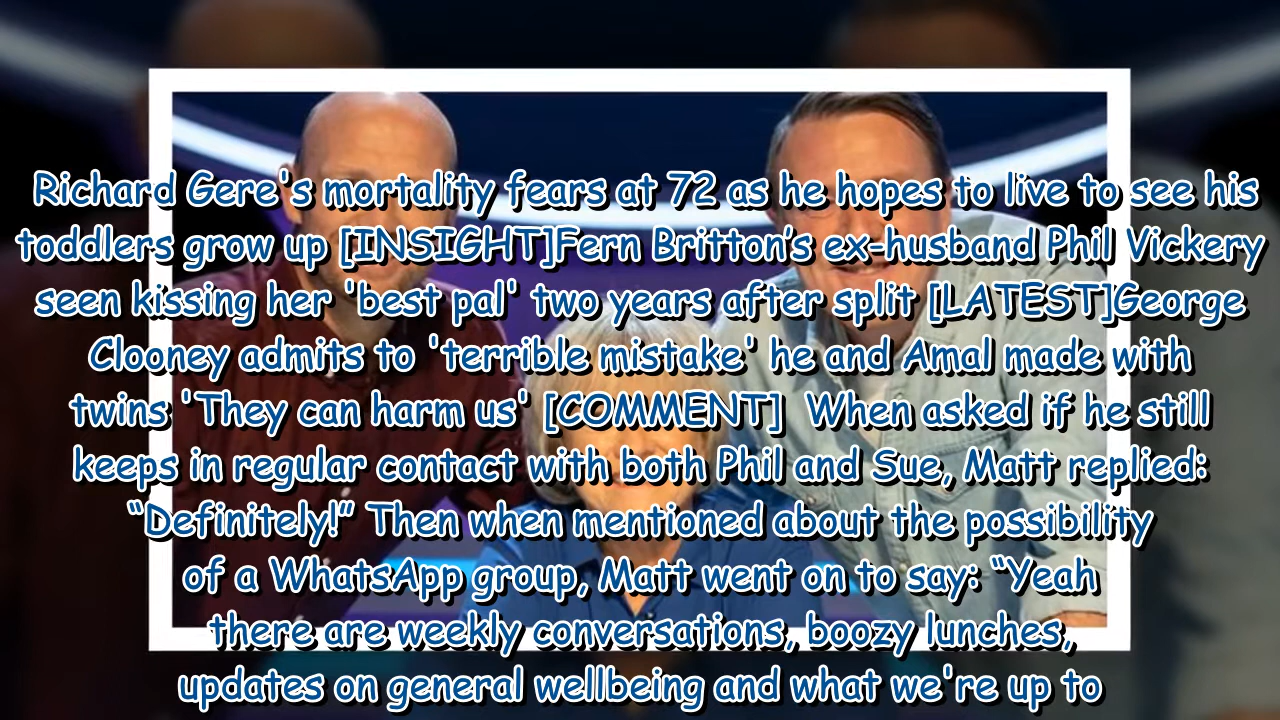 Richard Gere's mortality fears at 72 as he hopes to live to see his
toddlers grow up [INSIGHT]Fern Britton’s ex-husband Phil Vickery
seen kissing her 'best pal' two years after split [LATEST]George
Clooney admits to 'terrible mistake' he and Amal made with
twins 'They can harm us' [COMMENT]  When asked if he still
keeps in regular contact with both Phil and Sue, Matt replied:
“Definitely!” Then when mentioned about the possibility
of a WhatsApp group, Matt went on to say: “Yeah
there are weekly conversations, boozy lunches,
updates on general wellbeing and what we're up to